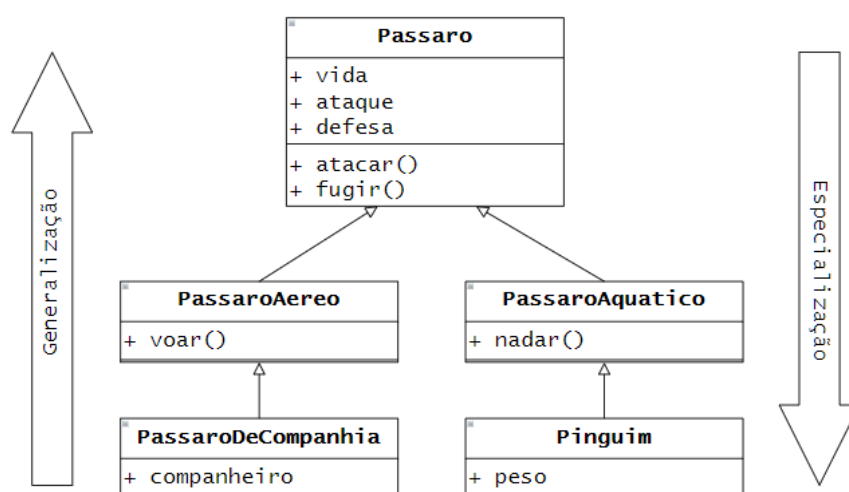 Passaro
+ vida
+ ataque
+ defesa
+ atacar()
+ fugir()
Generalização
Especialização
PassaroAereo
+ voar()
PassaroAquatico
+ nadar()
PassaroDeCompanhia
+ companheiro
Pinguim
+ peso